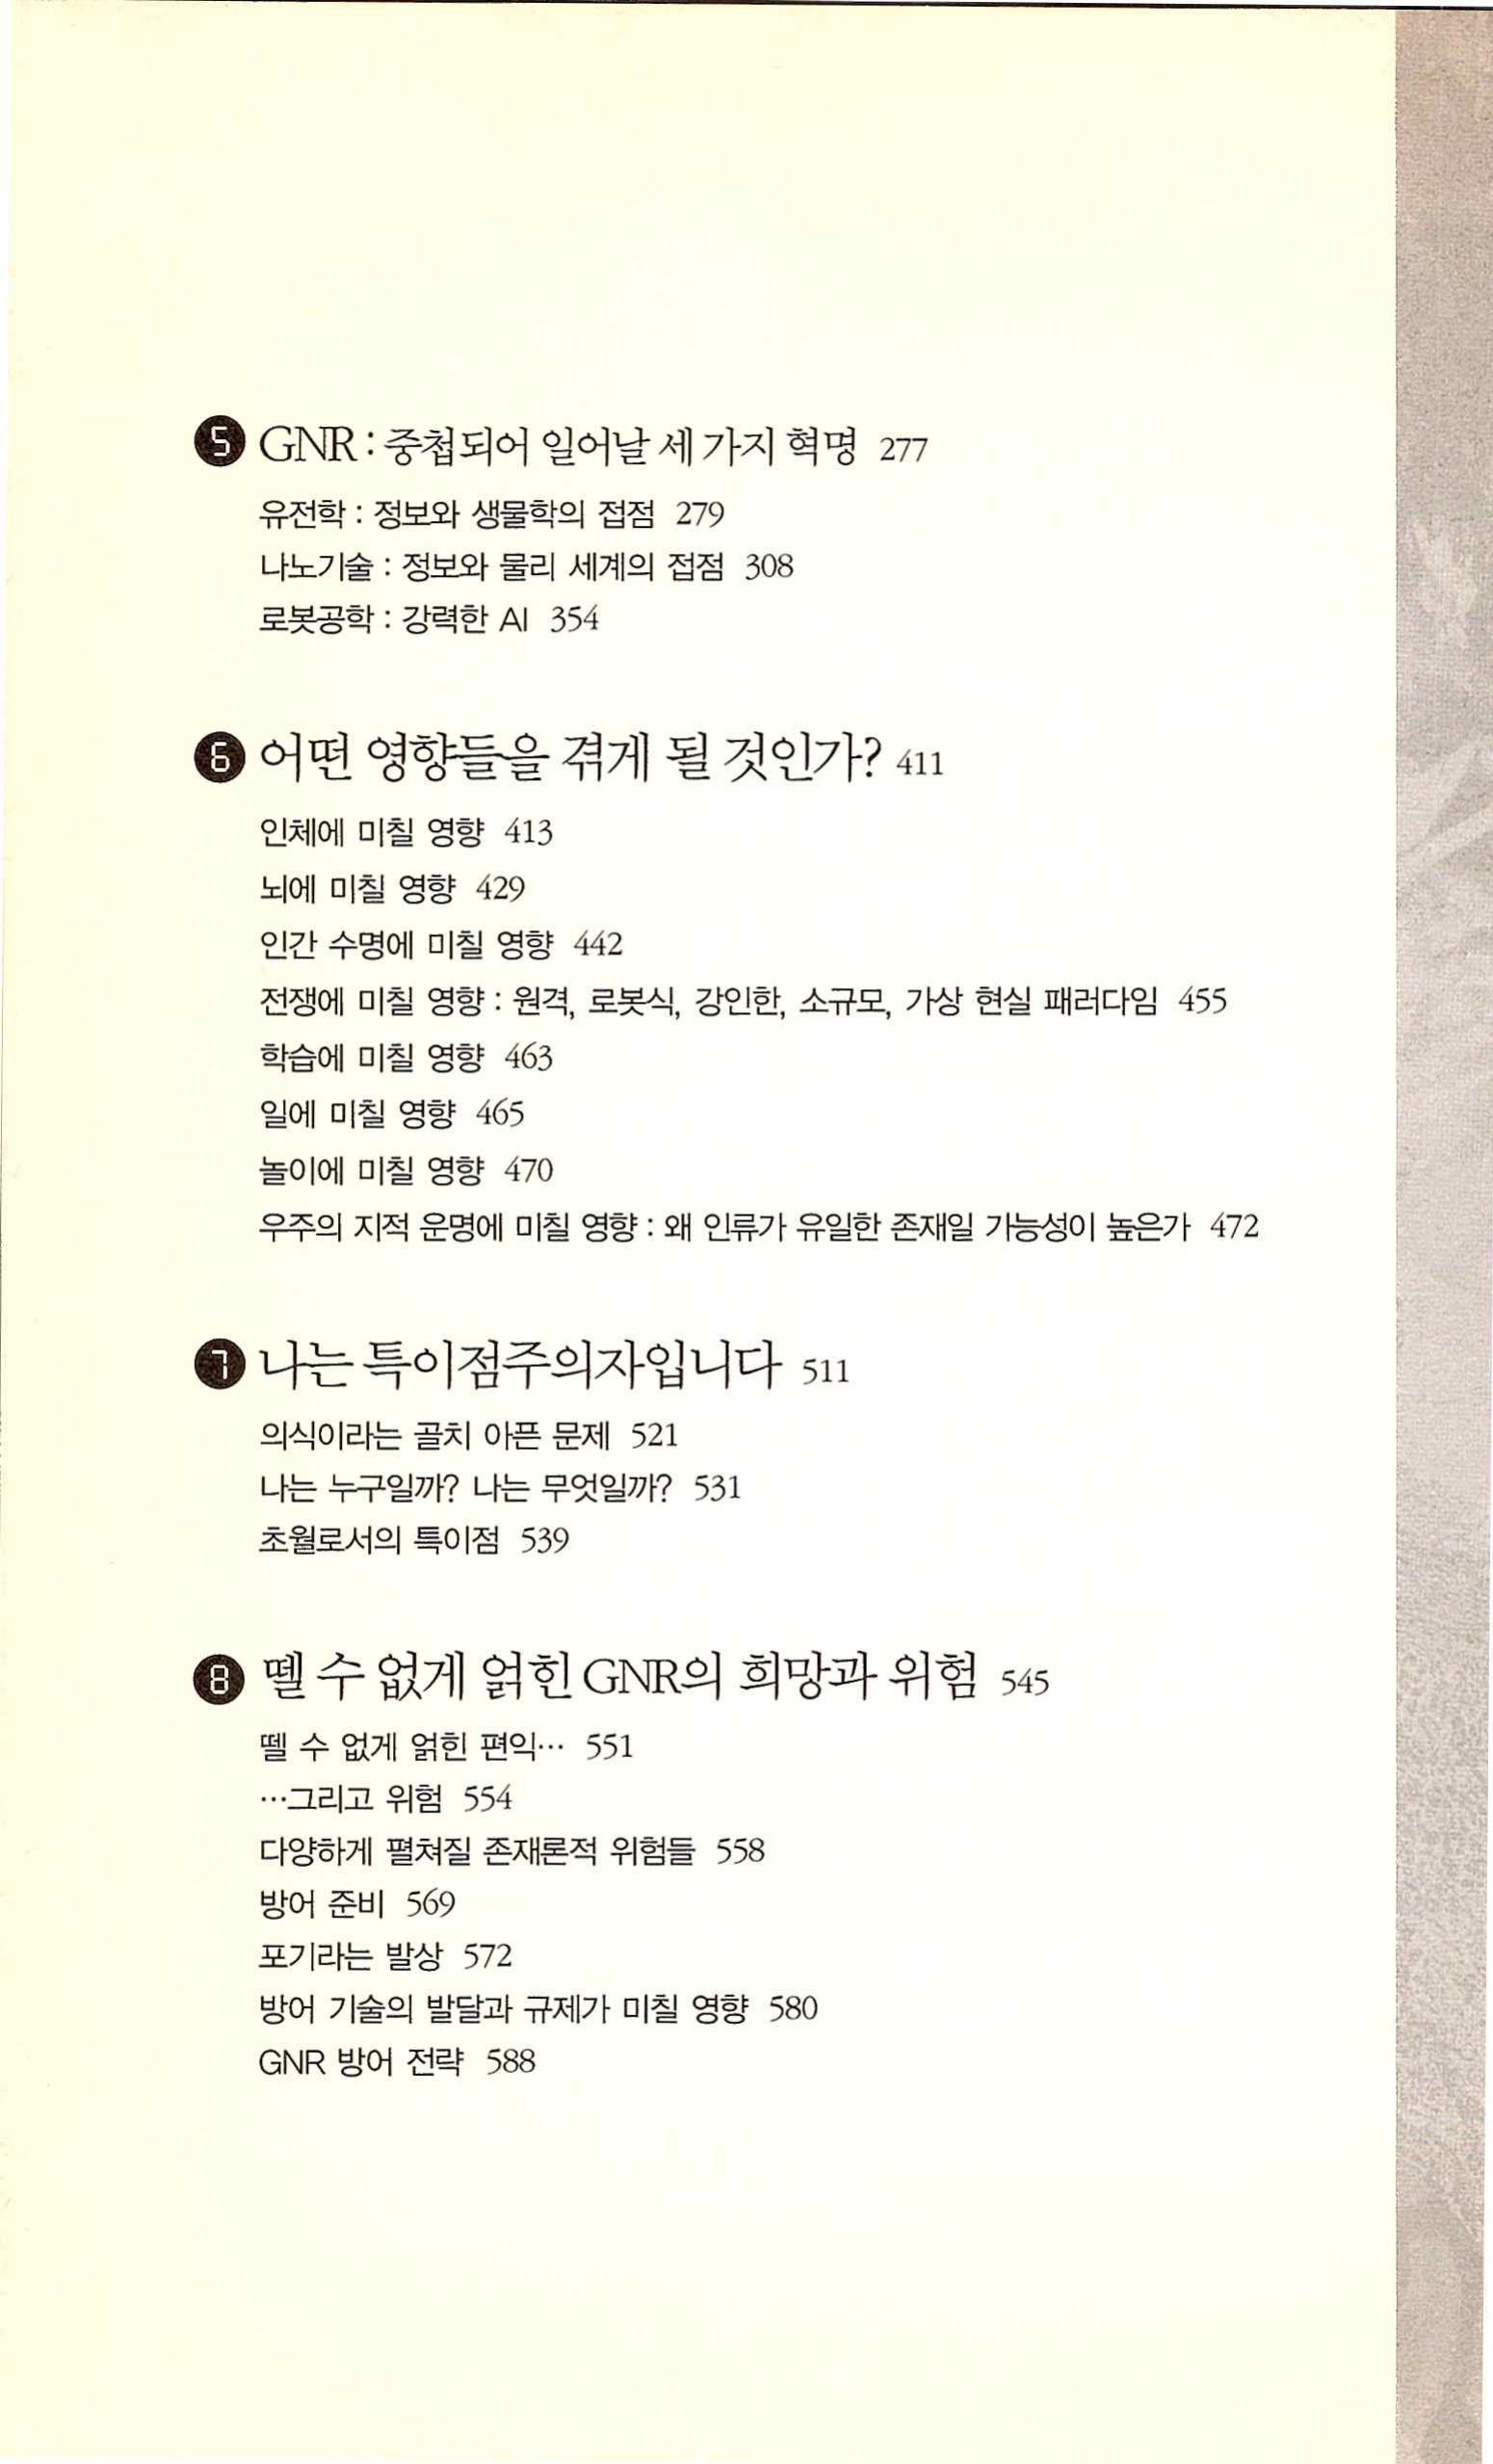 5 GNR : 중첩되어 일어날 세 가지 혁명 277
유전학 : 정보와 생물학의 접점 279
나노기술 : 정보와 물리 세계의 접점 308
로봇공학 : 강력한 AI 354
6 어떤 영향들을 겪게 될 것인가? 411
인체에 미칠 영향 413
뇌에 미칠 영향 429
인간 수명에 미칠 영향 442
전쟁에 미칠 영향 : 원격, 로봇식, 강인한, 소규모, 가상 현실 패러다임 455
학습에 미칠 영향 463
일에 미칠 영향 465
놀이에 미칠 영향 470
우주의 지적 운명에 미칠 영향 : 왜 인류가 유일한 존재일 가능성이 높은가 472
7 나는 특이점주의자입니다 511
의식이라는 골치 아픈 문제 521
나는 누구일까? 나는 무엇일까? 531
초월로서의 특이점 539
8 뗄 수 없게 얽힌 GNR의 희망과 위험 545
뗄 수 없게 얽힌 편익… 551
…그리고 위험 554
다양하게 펼쳐질 존재론적 위험들 558
방어 준비 569
포기라는 발상 572
방어 기술의 발달과 규제가 미칠 영향 580
GNR 방어 전략 588